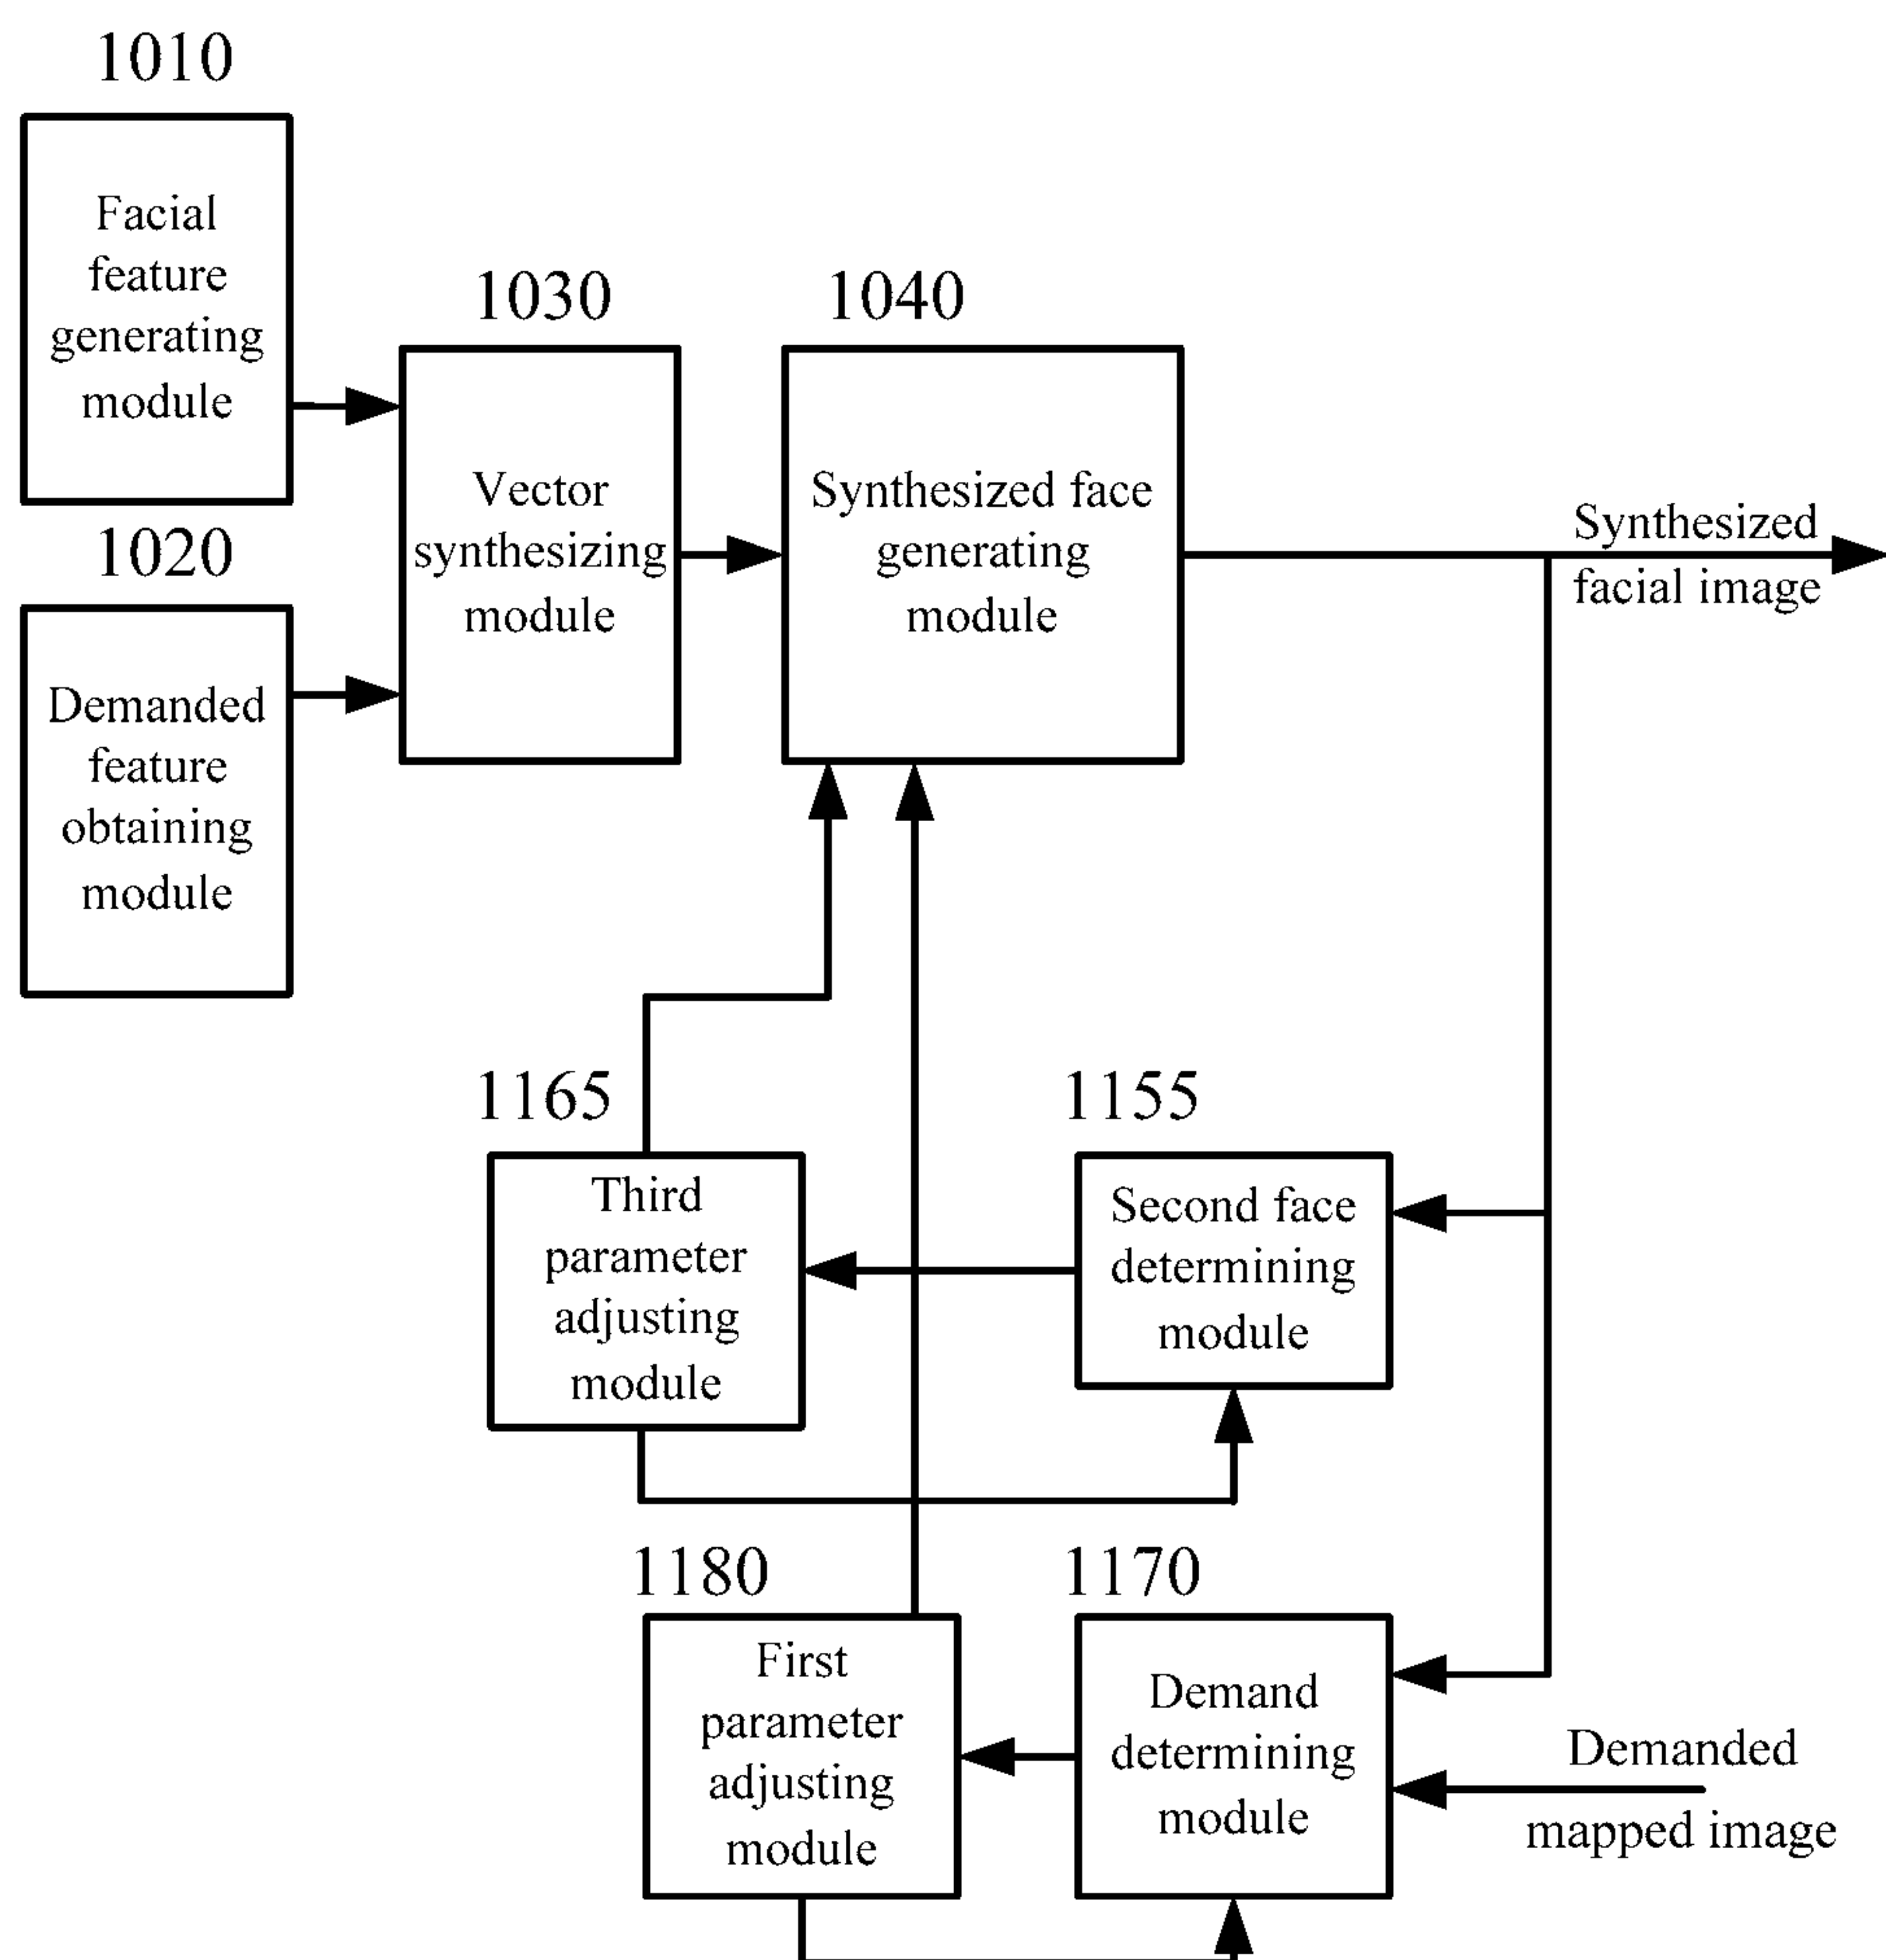 1010
Facial
feature
generating
module
1020
Demanded
feature
obtaining
module
1030
Vector
synthesizing
module
1040
Synthesized face
generating
module
Synthesized
facial image
1165
Third
parameter
adjusting
module
1155
Second face
determining
module
1180
First
parameter
adjusting
module
1170
Demand
determining
module
Demanded
mapped image